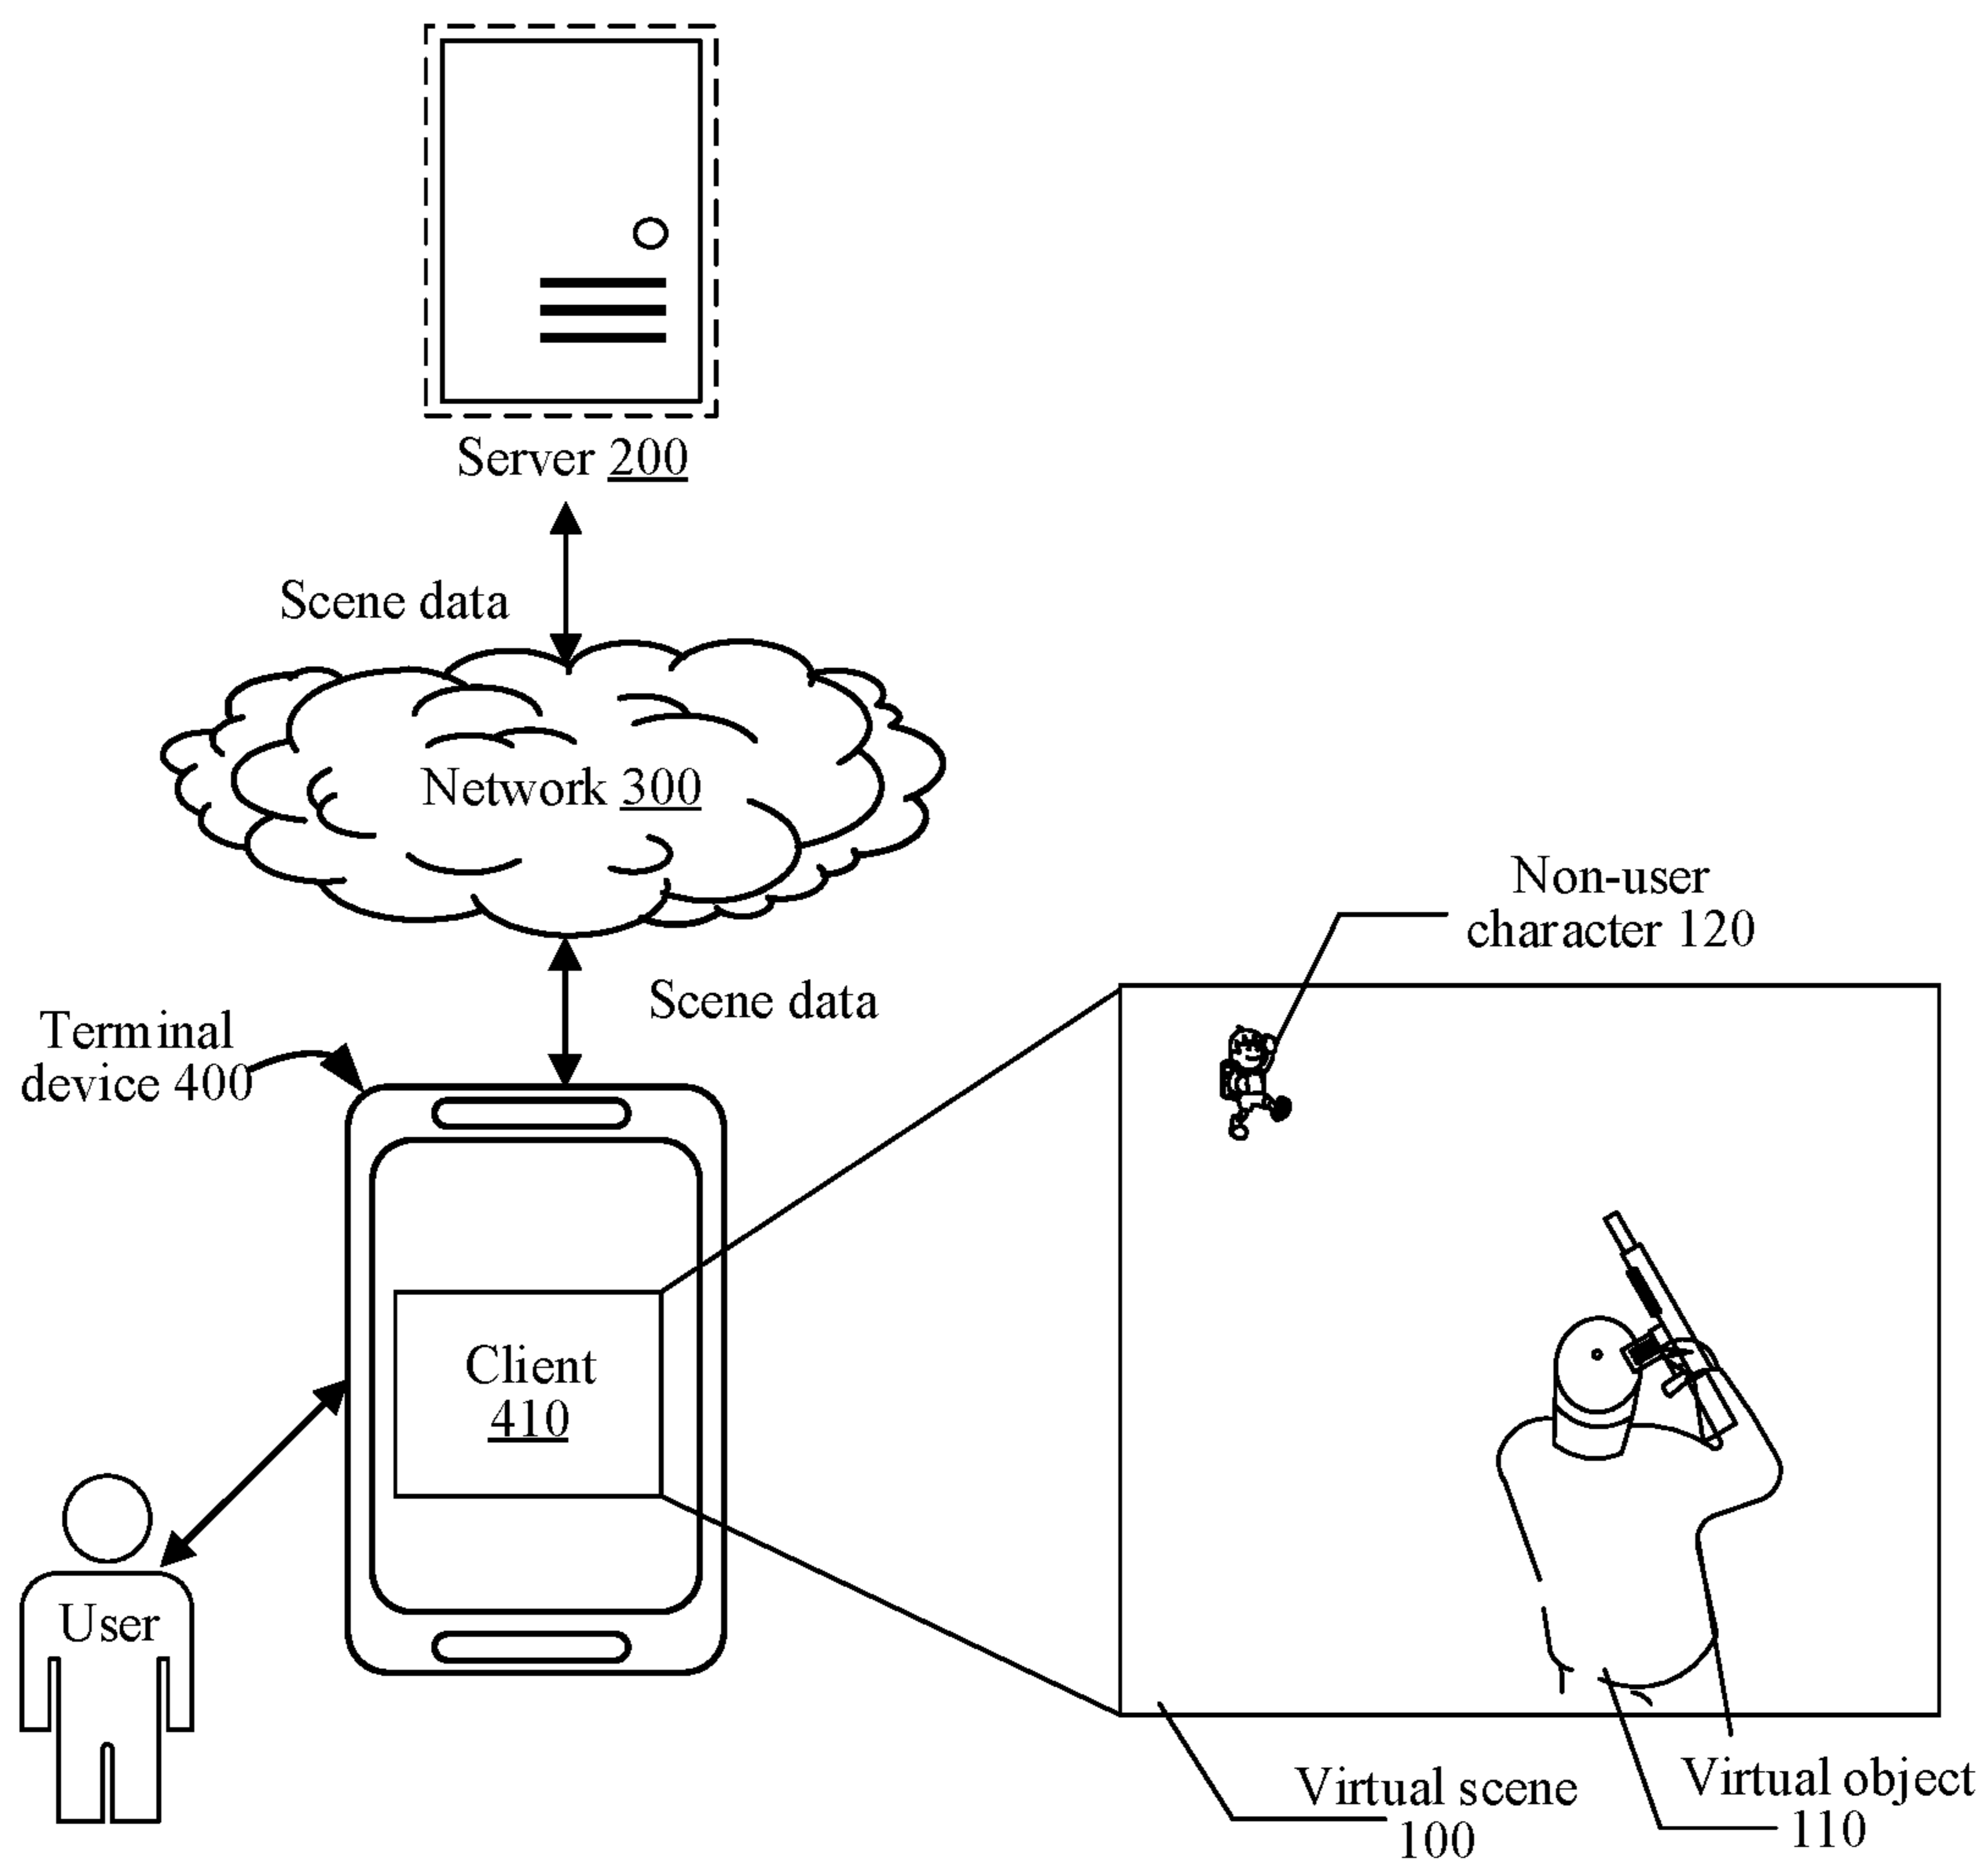 Server 200
Scene data
Network 300
Non-user
character 120
Scene data
Terminal
device 400
Client
410
User
Virtual scene
100
Virtual object
110